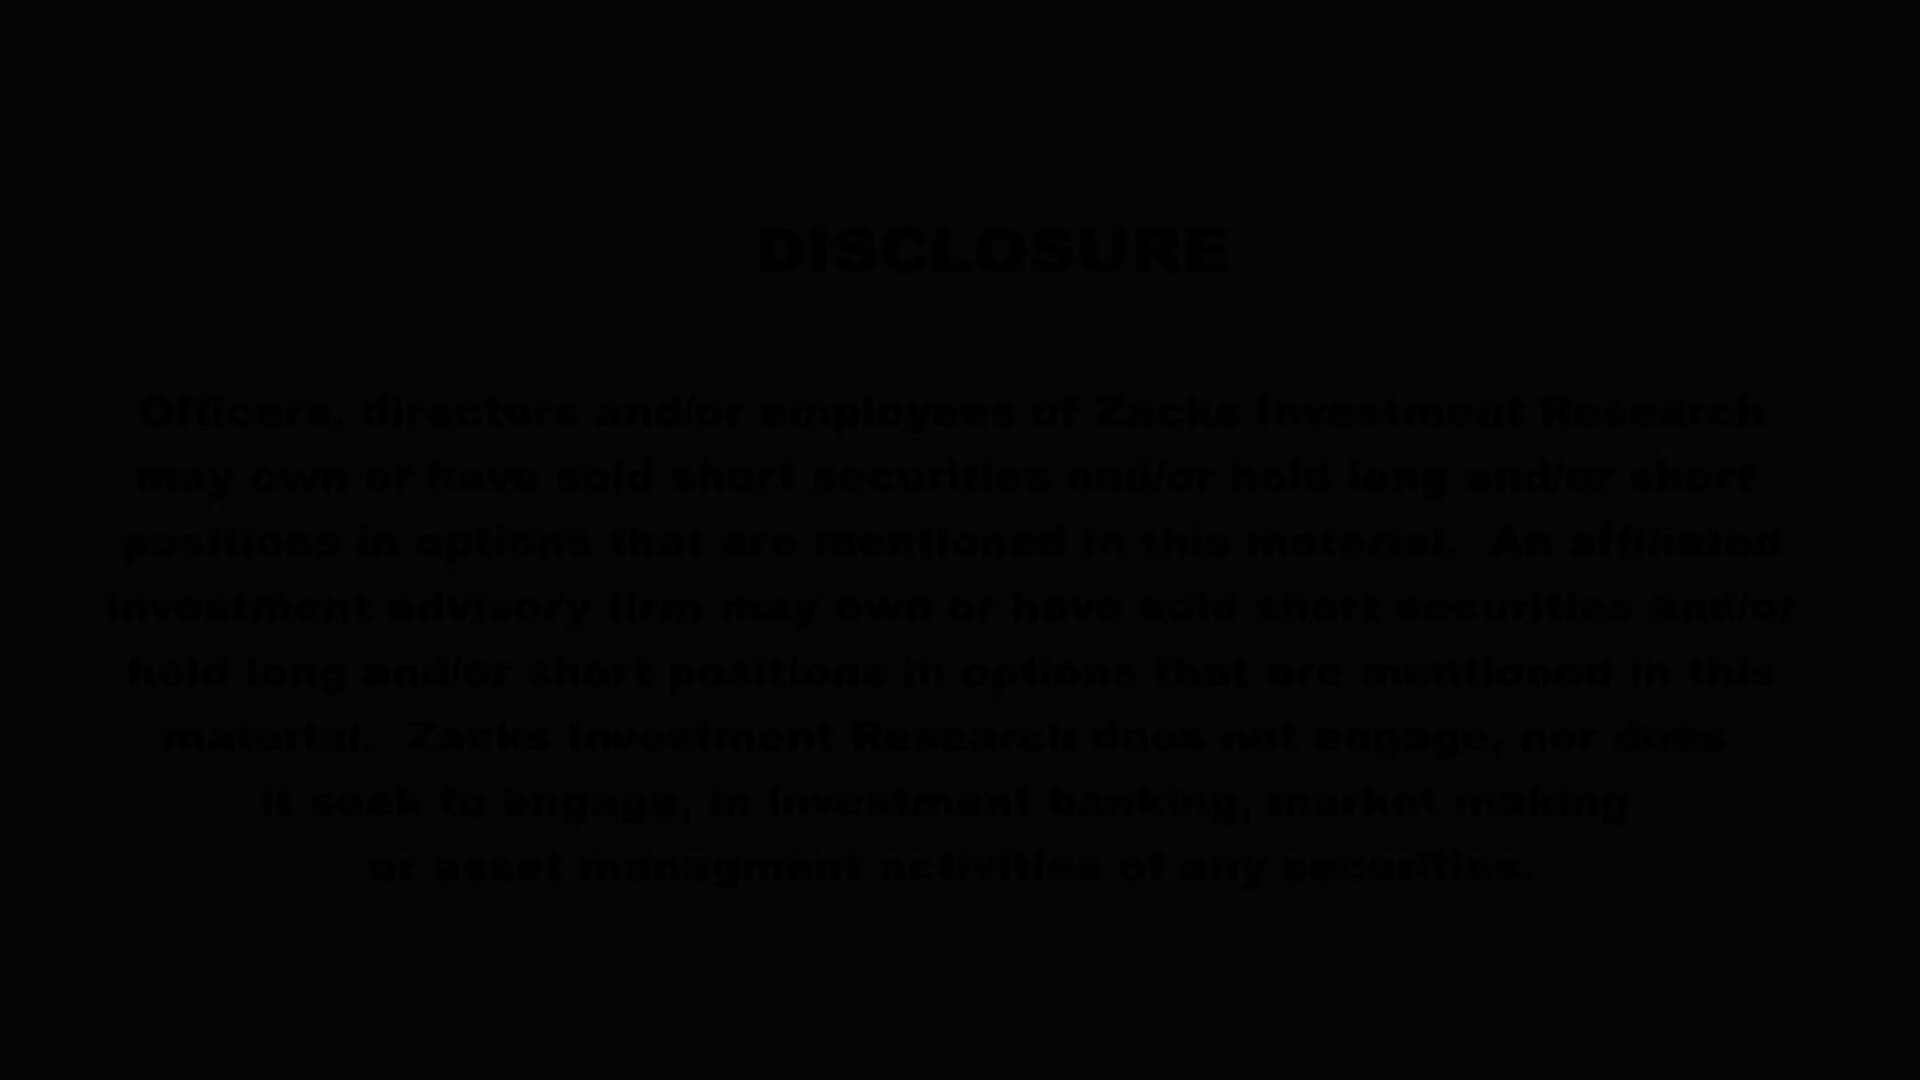 DISCLOSURE
Officers, directors and/or employees of Zacks Investment Research
may own or have sold short securities and/or hold long and/or short
positions in options that are mentioned in this material.  An affiliated
investment advisory firm may own or have sold short securities and/or
hold long and/or short positions in options that are mentioned in this
material.  Zacks Investment Research does not engage, nor does
it seek to engage, in investment banking, market making
or asset managment activities of any securities.